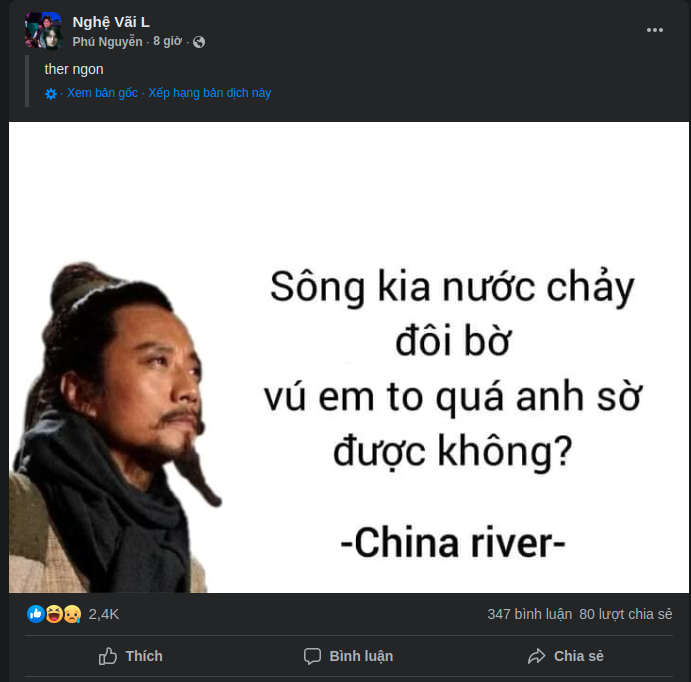 Nghệ Vãi L
Phú Nguyễn · 8 giờ ·
ther ngon
· Xem bản gốc · Xếp hạng bản dịch này
Sông kia nước chảy
đôi bờ
vú em to quá anh sờ
được không?
-China river-
2,4K 347 bình luận 80 lượt chia sẻ
Thích Bình luận Chia sẻ